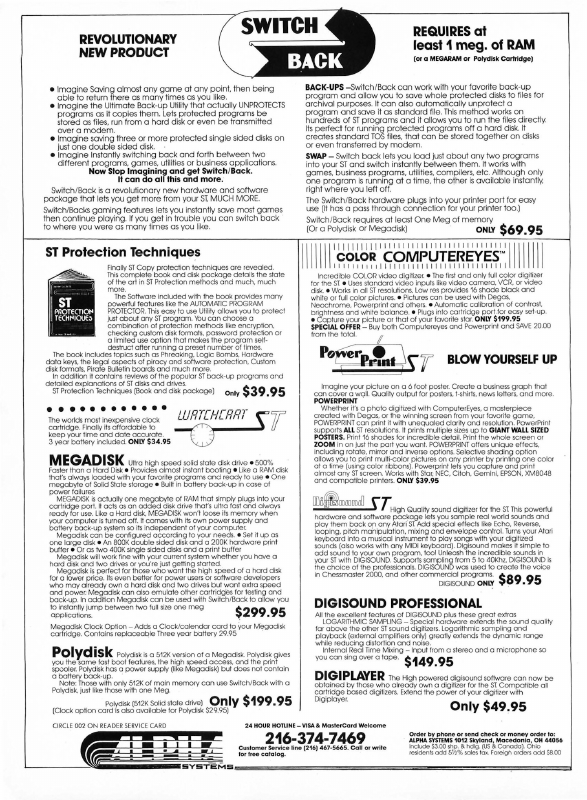 REVOLUTIONARY
NEW PRODUCT
SWITCH
BACK
REQUIRES at
least 1 meg. of RAM
(or a MEGARAM or Polydisk Cartridge)
● Imagine Saving almost any game at any point, then being
able to return there as many times as you like.
● Imagine the Ultimate Back-up Utility that actually UNPROTECTS
programs as it copies them. Lets protected programs be
stored as files, run from a hard disk or even be transmitted
over a modem.
● Imagine saving three or more protected single sided disks on
just one double sided disk.
● Imagine Instantly switching back and forth between two
different programs, games, utilities or business applications.
Now Stop Imagining and get Switch/Back.
It can do all this and more.
Switch/Back is a revolutionary new hardware and software
package that lets you get more from your ST, MUCH MORE.
Switch/Backs gaming features lets you instantly save most games
then continue playing. If you get in trouble you can switch back
to where you were as many times as you like.
BACK-UPS –Switch/Back can work with your favorite back-up
program and allow you to save whole protected disks to files for
archival purposes. It can also automatically unprotect a
program and save it as standard file. This method works on
hundreds of ST programs and it allows you to run the files directly.
Its perfect for running protected programs off a hard disk. It
creates standard TOS files, that can be stored together on disks
or even transferred by modem.
SWAP – Switch back lets you load just about any two programs
into your ST and switch instantly between them. It works with
games, business programs, utilities, compilers, etc. Although only
one program is running at a time, the other is available instantly,
right where you left off.
The Switch/Back hardware plugs into your printer port for easy
use (It has a pass through connection for your printer too.)
Switch/Back requires at least One Meg of memory
(Or a Polydisk or Megadisk) ONLY $69.95
ST Protection Techniques
ST
PROTECTION
TECHNIQUES
Finally ST Copy protection techniques are revealed.
This complete book and disk package details the state
of the art in ST Protection methods and much, much
more.
The Software included with the book provides many
powerful features like the AUTOMATIC PROGRAM
PROTECTOR. This easy to use Utility allows you to protect
just about any ST program. You can choose a
combination of protection methods like encryption,
checking custom disk formats, password protection or
a limited use option that makes the program self-
destruct after running a preset number of times.
The book includes topics such as Phreaking, Logic Bombs, Hardware
data keys, the legal aspects of piracy and software protection, Custom
disk formats, Pirate Bulletin boards and much more.
In addition it contains reviews of the popular ST back-up programs and
detailed explanations of ST disks and drives.
ST Protection Techniques (Book and disk package) Only $39.95
The worlds most inexpensive clock
cartridge. Finally its affordable to
keep your time and date accurate.
3 year battery included. ONLY $34.95
WATCHCART ST
MEGADISK Ultra high speed solid state disk drive ● 500%
Faster than a Hard Disk ● Provides almost instant booting ● Like a RAM disk
that's always loaded with your favorite programs and ready to use ● One
megabyte of Solid State storage ● Built in battery back-up in case of
power failures
MEGADISK is actually one megabyte of RAM that simply plugs into your
cartridge port. It acts as an added disk drive that's ultra fast and always
ready for use. Like a Hard disk, MEGADISK won't loose its memory when
your computer is turned off. It comes with its own power supply and
battery back-up system so its independent of your computer.
Megadisk can be configured according to your needs. ● Set it up as
one large disk ● An 800K double sided disk and a 200K hardware print
buffer ● Or as two 400K single sided disks and a print buffer
Megadisk will work fine with your current system whether you have a
hard disk and two drives or you're just getting started.
Megadisk is perfect for those who want the high speed of a hard disk
for a lower price. Its even better for power users or software developers
who may already own a hard disk and two drives but want extra speed
and power. Megadisk can also emulate other cartridges for testing and
back-up. In addition Megadisk can be used with Switch/Back to allow you
to instantly jump between two full size one meg
applications. $299.95
Megadisk Clock Option – Adds a Clock/calendar card to your Megadisk
cartridge. Contains replaceable Three year battery 29.95
Polydisk Polydisk is a 512K version of a Megadisk. Polydisk gives
you the same fast boot features, the high speed access, and the print
spooler. Polydisk has a power supply (like Megadisk) but does not contain
a battery back-up.
Note: Those with only 512K of main memory can use Switch/Back with a
Polydisk, just like those with one Meg.
Polydisk (512K Solid state drive) Only $199.95
(Clock option card is also available for Polydisk $29.95)
COLOR COMPUTEREYES™
Incredible COLOR video digitizer. ● The first and only full color digitizer
for the ST. ● Uses standard video inputs like video camera, VCR, or video
disk. ● Works in all ST resolutions. Low res provides 16 shade black and
white or full color pictures. ● Pictures can be used with Degas,
Neochrome, Powerprint and others. ● Automatic calibration of contrast,
brightness and white balance. ● Plugs into cartridge port for easy set-up.
● Capture your picture or that of your favorite star. ONLY $199.95
SPECIAL OFFER – Buy both Computereyes and Powerprint and SAVE 20.00
from the total.
Power Print ST
BLOW YOURSELF UP
Imagine your picture on a 6 foot poster. Create a business graph that
can cover a wall. Quality output for posters, t-shirts, news letters, and more.
POWERPRINT
Whether it's a photo digitized with ComputerEyes, a masterpiece
created with Degas, or the winning screen from your favorite game,
POWERPRINT can print it with unequaled clarity and resolution. PowerPrint
supports ALL ST resolutions. It prints multiple sizes up to GIANT WALL SIZED
POSTERS. Print 16 shades for incredible detail. Print the whole screen or
ZOOM in on just the part you want. POWERPRINT offers unique effects,
including rotate, mirror and inverse options. Selective shading option
allows you to print multi-color pictures on any printer by printing one color
at a time (using color ribbons). Powerprint lets you capture and print
almost any ST screen. Works with Star, NEC, Citoh, Gemini, EPSON, XM8048
and compatible printers. ONLY $39.95
DigiSound ST
High Quality sound digitizer for the ST. This powerful
hardware and software package lets you sample real world sounds and
play them back on any Atari ST. Add special effects like Echo, Reverse,
looping, pitch manipulation, mixing and envelope control. Turns your Atari
keyboard into a musical instrument to play songs with your digitized
sounds (also works with any MIDI keyboard). Digisound makes it simple to
add sound to your own program, too! Unleash the incredible sounds in
your ST with DIGISOUND. Supports sampling from 5 to 40Khz, DIGISOUND is
the choice of the professionals. DIGISOUND was used to create the voice
in Chessmaster 2000, and other commercial programs.
DIGISOUND ONLY $89.95
DIGISOUND PROFESSIONAL
All the excellent features of DIGISOUND plus these great extras
LOGARITHMIC SAMPLING – Special hardware extends the sound quality
far above the other ST sound digitizers. Logarithmic sampling and
playback (external amplifiers only) greatly extends the dynamic range
while reducing distortion and noise.
Internal Real Time Mixing – Input from a stereo and a microphone so
you can sing over a tape. $149.95
DIGIPLAYER The High powered digisound software can now be
obtained by those who already own a digitizer for the ST. Compatible all
cartridge based digitizers. Extend the power of your digitizer with
Digiplayer. Only $49.95
CIRCLE 002 ON READER SERVICE CARD
ALPHA
SYSTEMS
24 HOUR HOTLINE – VISA & MasterCard Welcome
216-374-7469
Customer Service line (216) 467-5665. Call or write
for free catalog.
Order by phone or send check or money order to:
ALPHA SYSTEMS 1012 Skyland, Macedonia, OH 44056
Include $3.00 shp. & hdlg. (US & Canada). Ohio
residents add 5½% sales tax. Foreign orders add $8.00